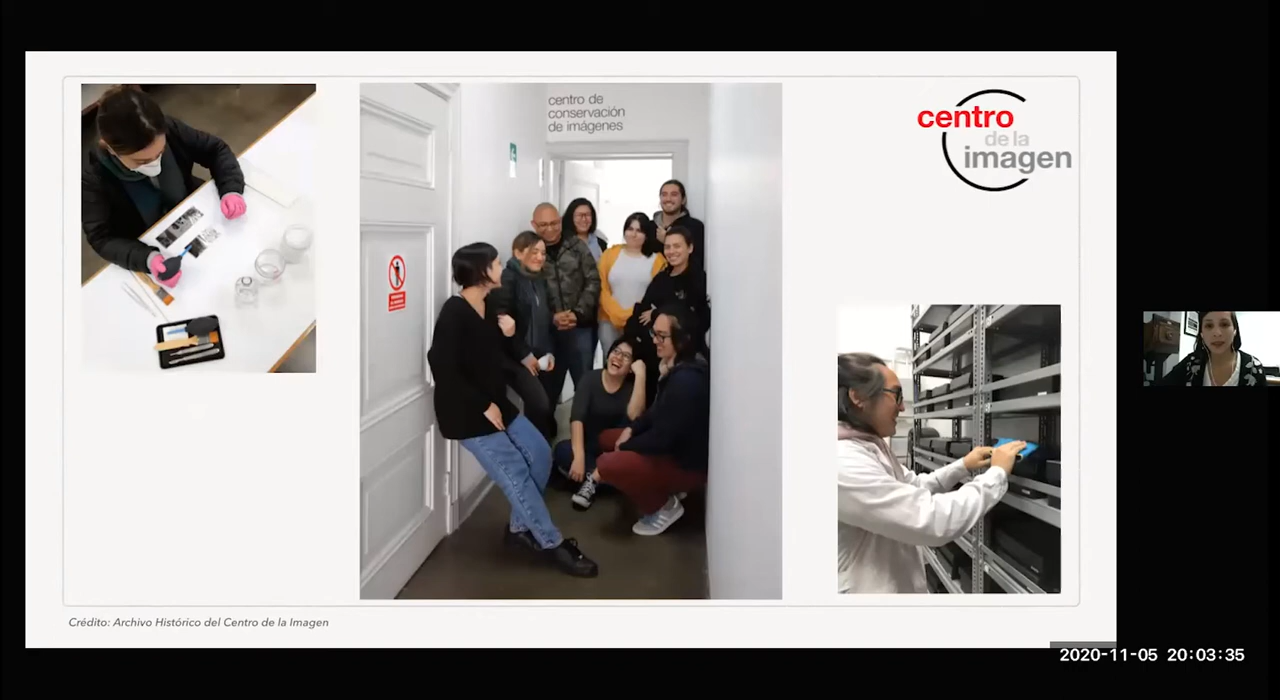 centro de
conservación
de imágenes
centro
de la
imagen
Crédito: Archivo Histórico del Centro de la Imagen
2020-11-05 20:03:35